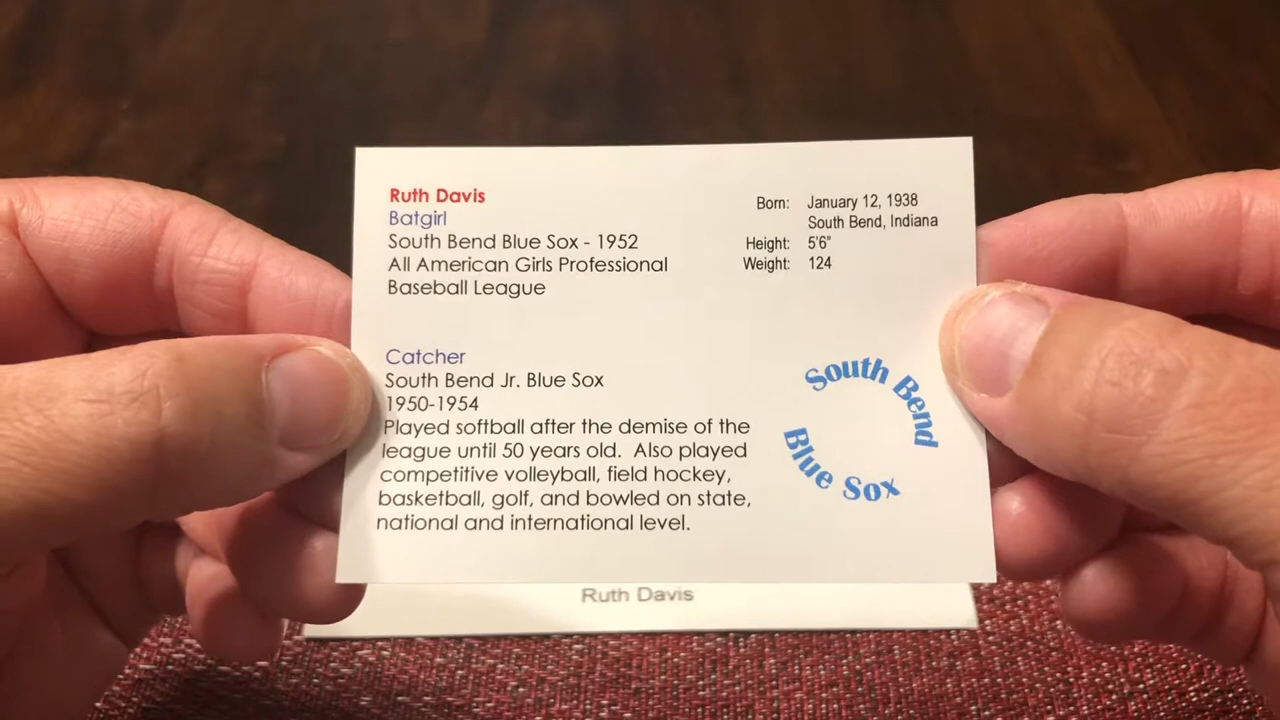 Ruth Davis
Batgirl
South Bend Blue Sox - 1952
All American Girls Professional
Baseball League
Born: January 12, 1938
South Bend, Indiana
Height: 5'6"
Weight: 124
Catcher
South Bend Jr. Blue Sox
1950-1954
Played softball after the demise of the
league until 50 years old. Also played
competitive volleyball, field hockey,
basketball, golf, and bowled on state,
national and international level.
South Bend
Blue Sox
Ruth Davis